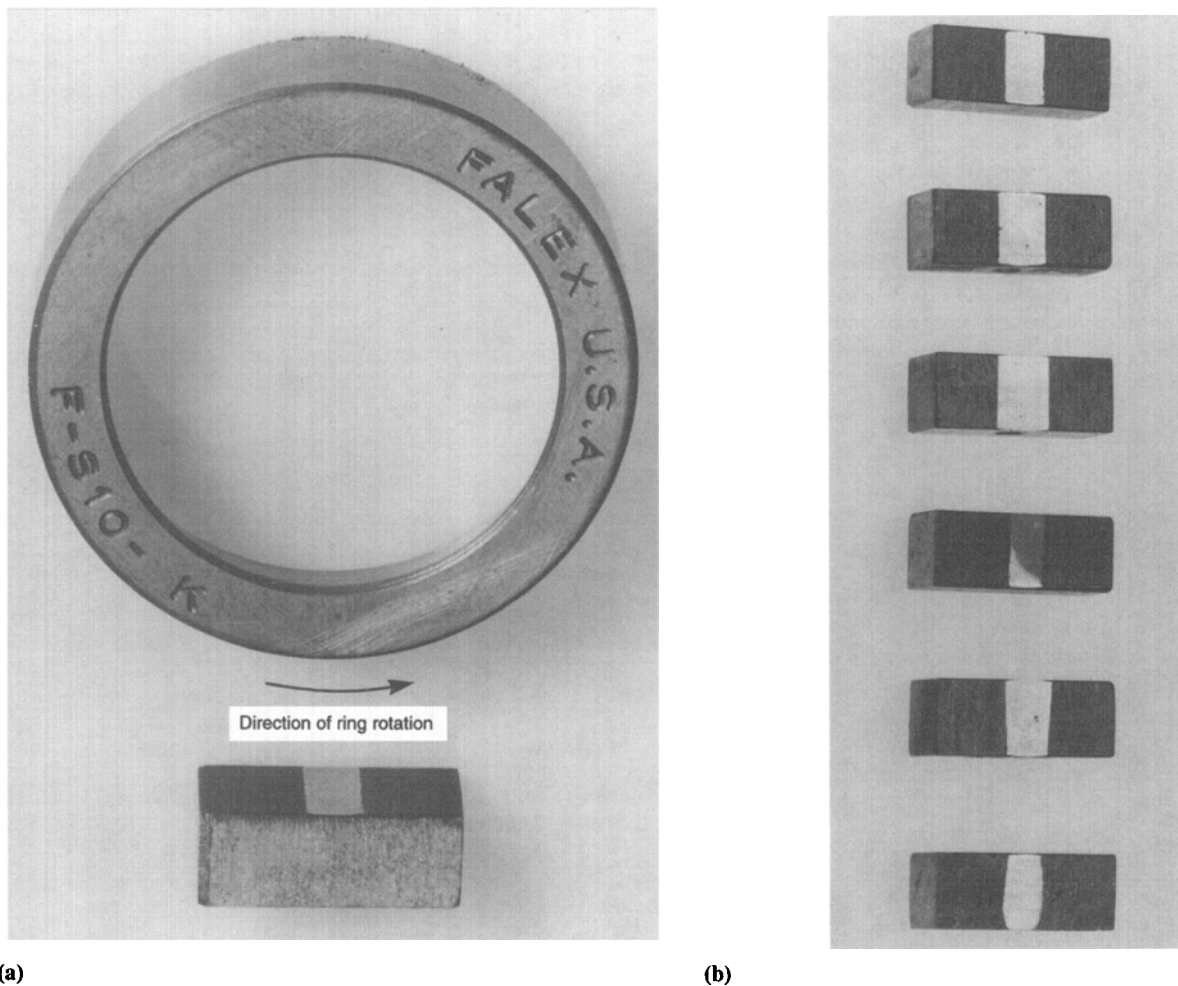 FALEX U.S.A.
F-S10- K
Direction of ring rotation
(a)
(b)